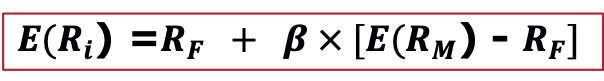 E(Rᵢ) =R_F + β × [E(R_M) - R_F]